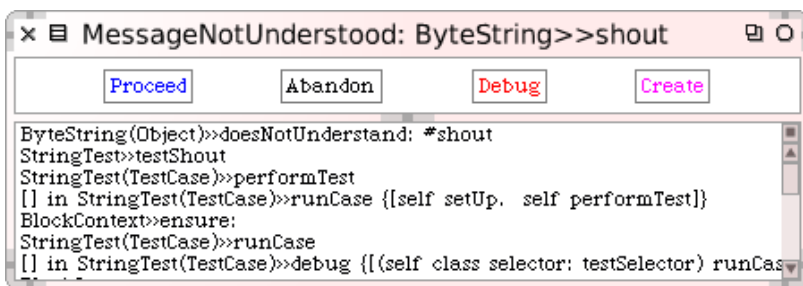 MessageNotUnderstood: ByteString>>shout
Proceed Abandon Debug Create
ByteString(Object)>>doesNotUnderstand: #shout
StringTest>>testShout
StringTest(TestCase)>>performTest
[] in StringTest(TestCase)>>runCase {[self setUp.  self performTest]}
BlockContext>>ensure:
StringTest(TestCase)>>runCase
[] in StringTest(TestCase)>>debug {[(self class selector: testSelector) runCas